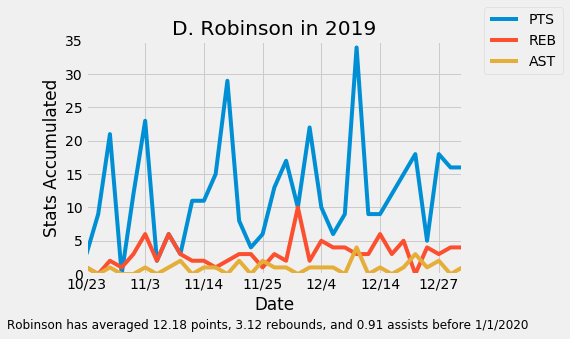 D. Robinson in 2019
PTS
REB
AST
Stats Accumulated
35
30
25
20
15
10
5
0
10/23 11/3 11/14 11/25 12/4 12/14 12/27
Date
Robinson has averaged 12.18 points, 3.12 rebounds, and 0.91 assists before 1/1/2020